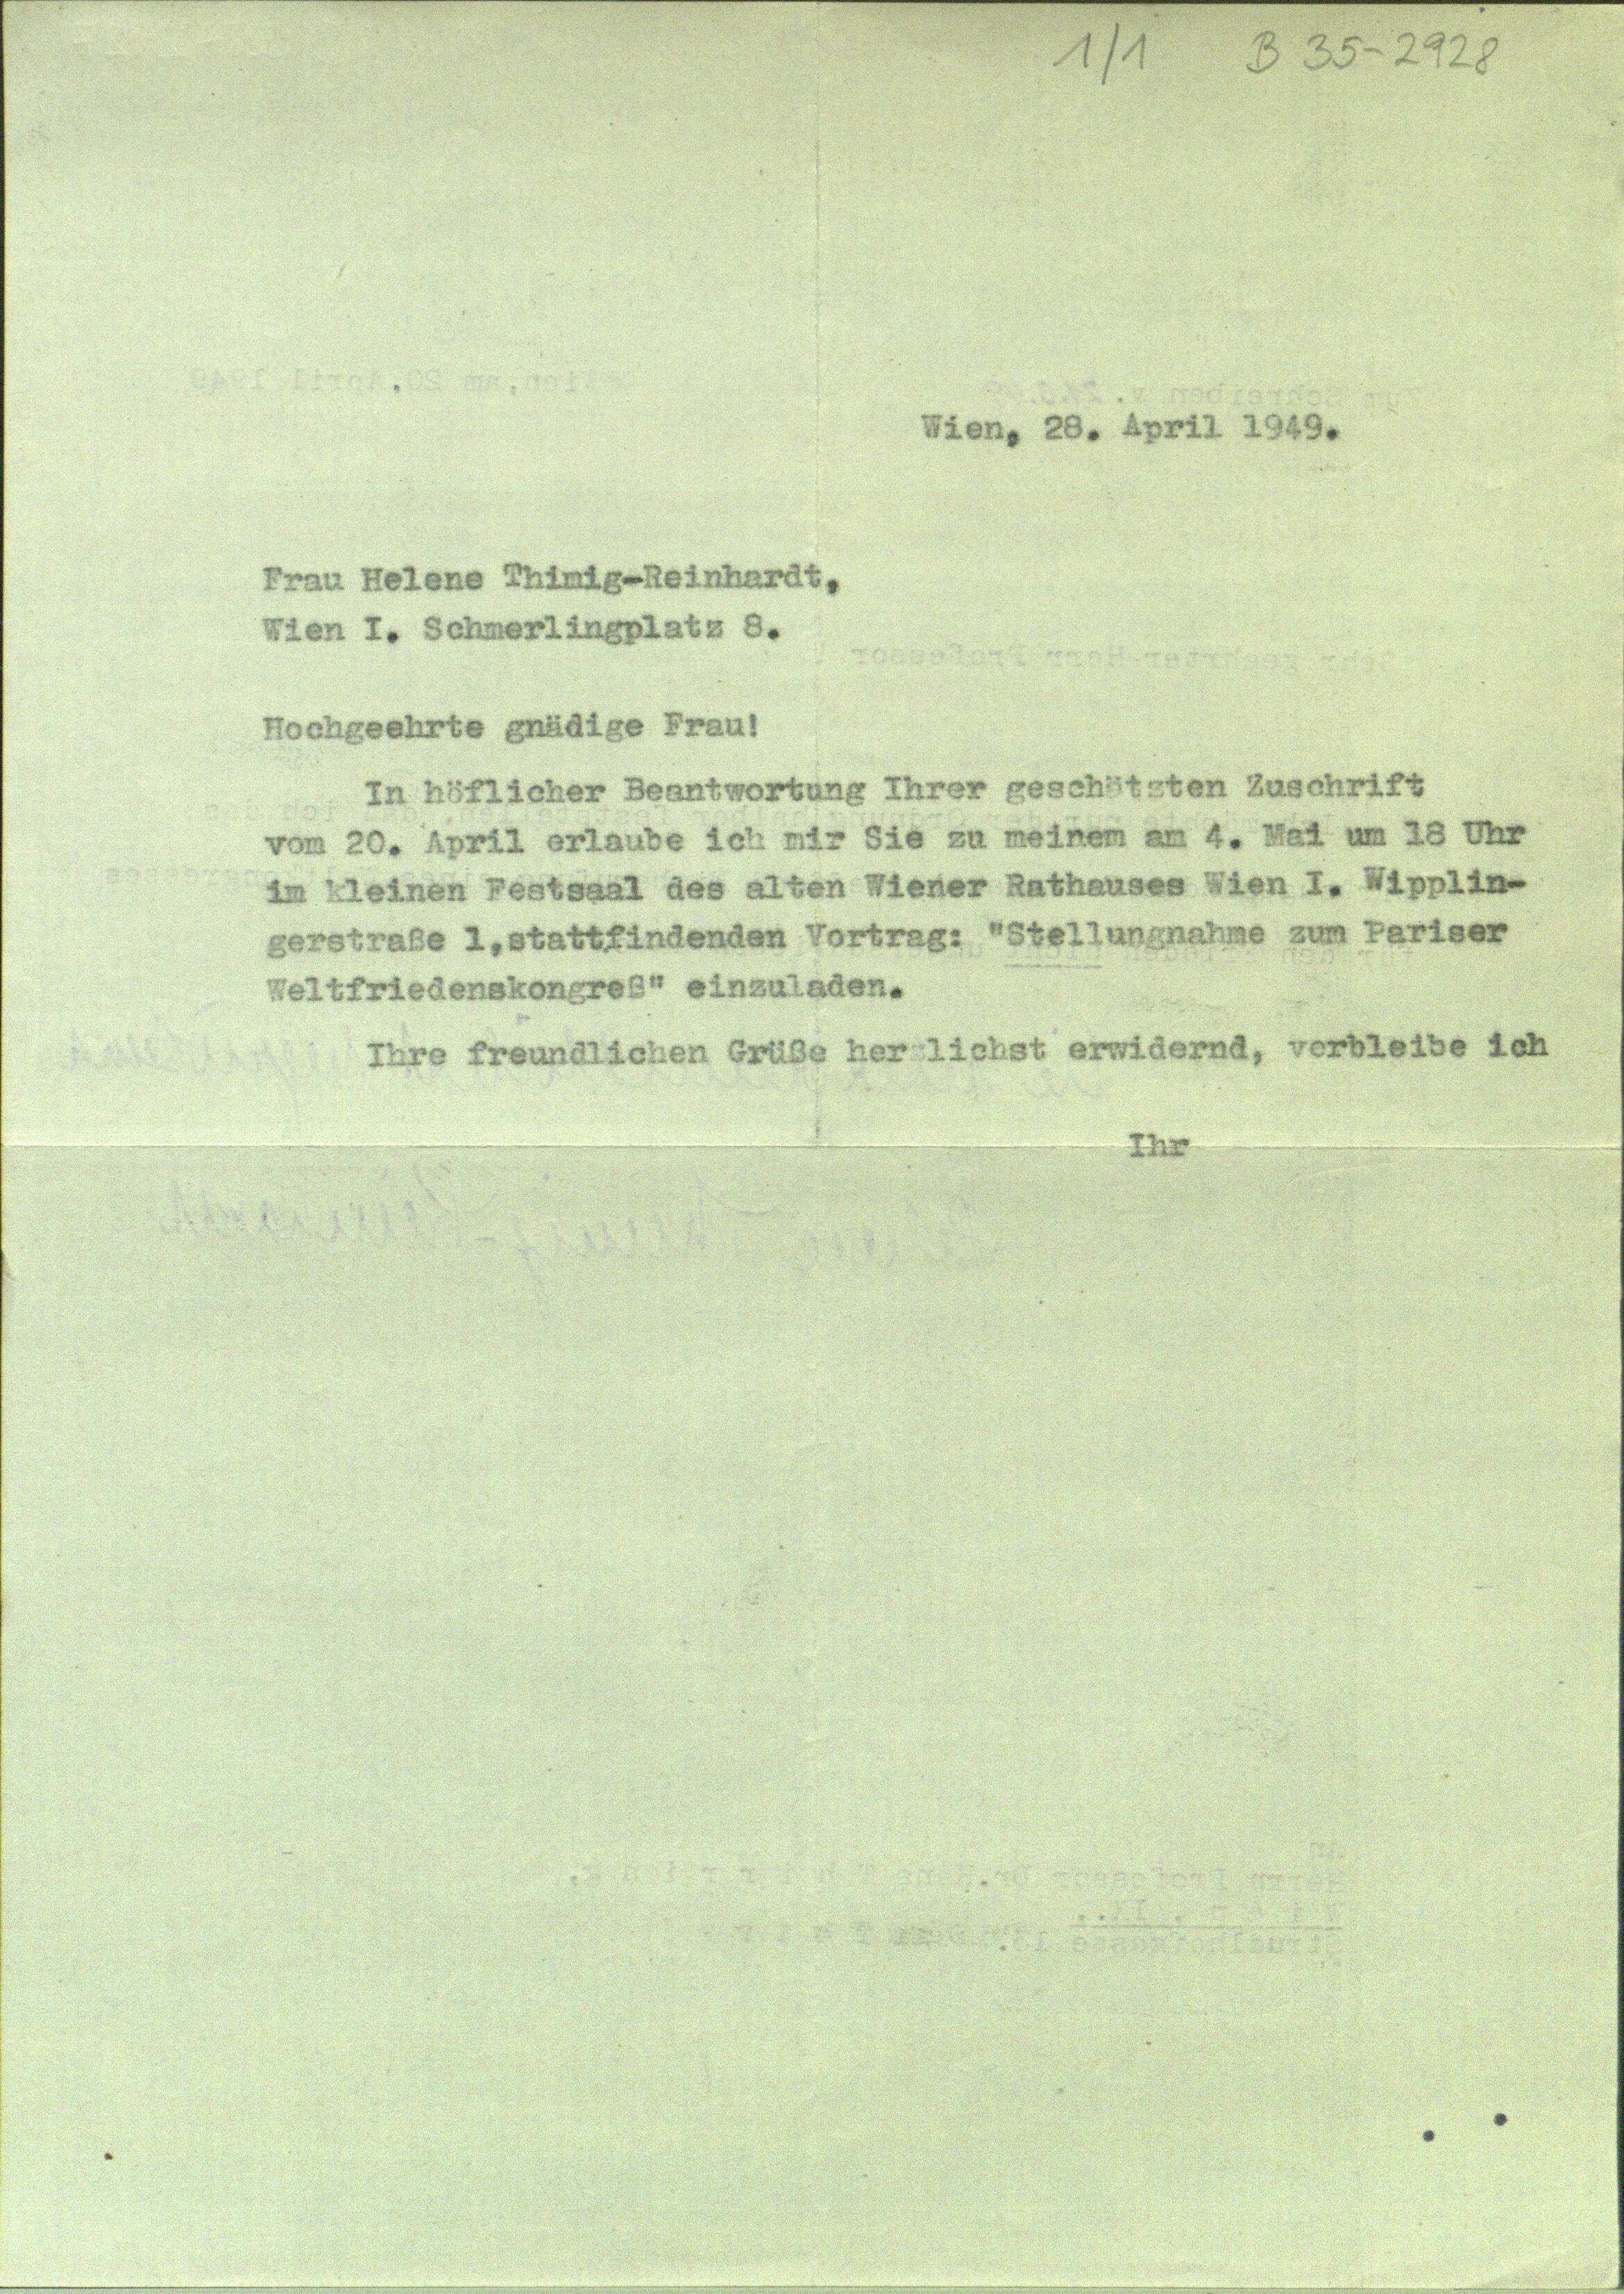 1/1 B 35-2928
Wien, 28. April 1949.
Frau Helene Thimig-Reinhardt,
Wien I. Schmerlingplatz 8.
Hochgeehrte gnädige Frau!
In höflicher Beantwortung Ihrer geschätzten Zuschrift
vom 20. April erlaube ich mir Sie zu meinem am 4. Mai um 18 Uhr
im kleinen Festsaal des alten Wiener Rathauses Wien I. Wipplin-
gerstraße 1,stattfindenden Vortrag: "Stellungnahme zum Pariser
Weltfriedenskongreß" einzuladen.
Ihre freundlichen Grüße herzlichst erwidernd, verbleibe ich
Ihr